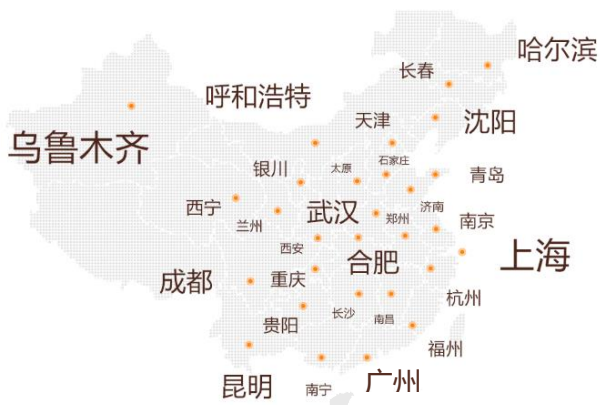 哈尔滨
长春
呼和浩特
天津
沈阳
乌鲁木齐
石家庄
银川
太原
青岛
西宁
济南
武汉
郑州
南京
兰州
西安
上海
合肥
成都
重庆
杭州
长沙
南昌
贵阳
福州
广州
昆明
南宁